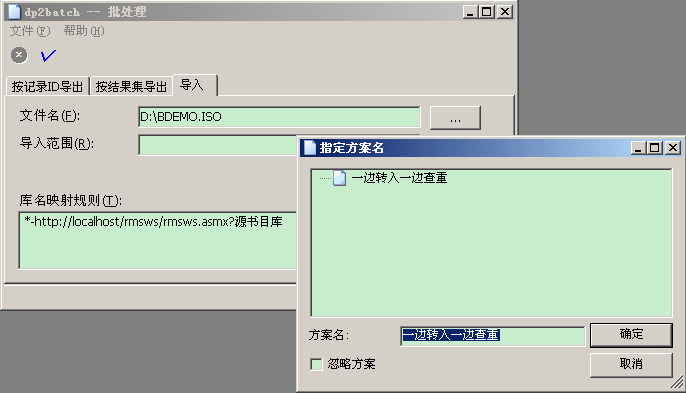 dp2batch -- 批处理
文件(F) 帮助(H)
按记录ID导出 按结果集导出 导入
文件名(F): D:\BDEMO.ISO ...
导入范围(R):
库名映射规则(T):
*-http://localhost/rmsws/rmsws.asmx?源书目库
指定方案名
一边转入一边查重
方案名: 一边转入一边查重 确定
忽略方案 取消